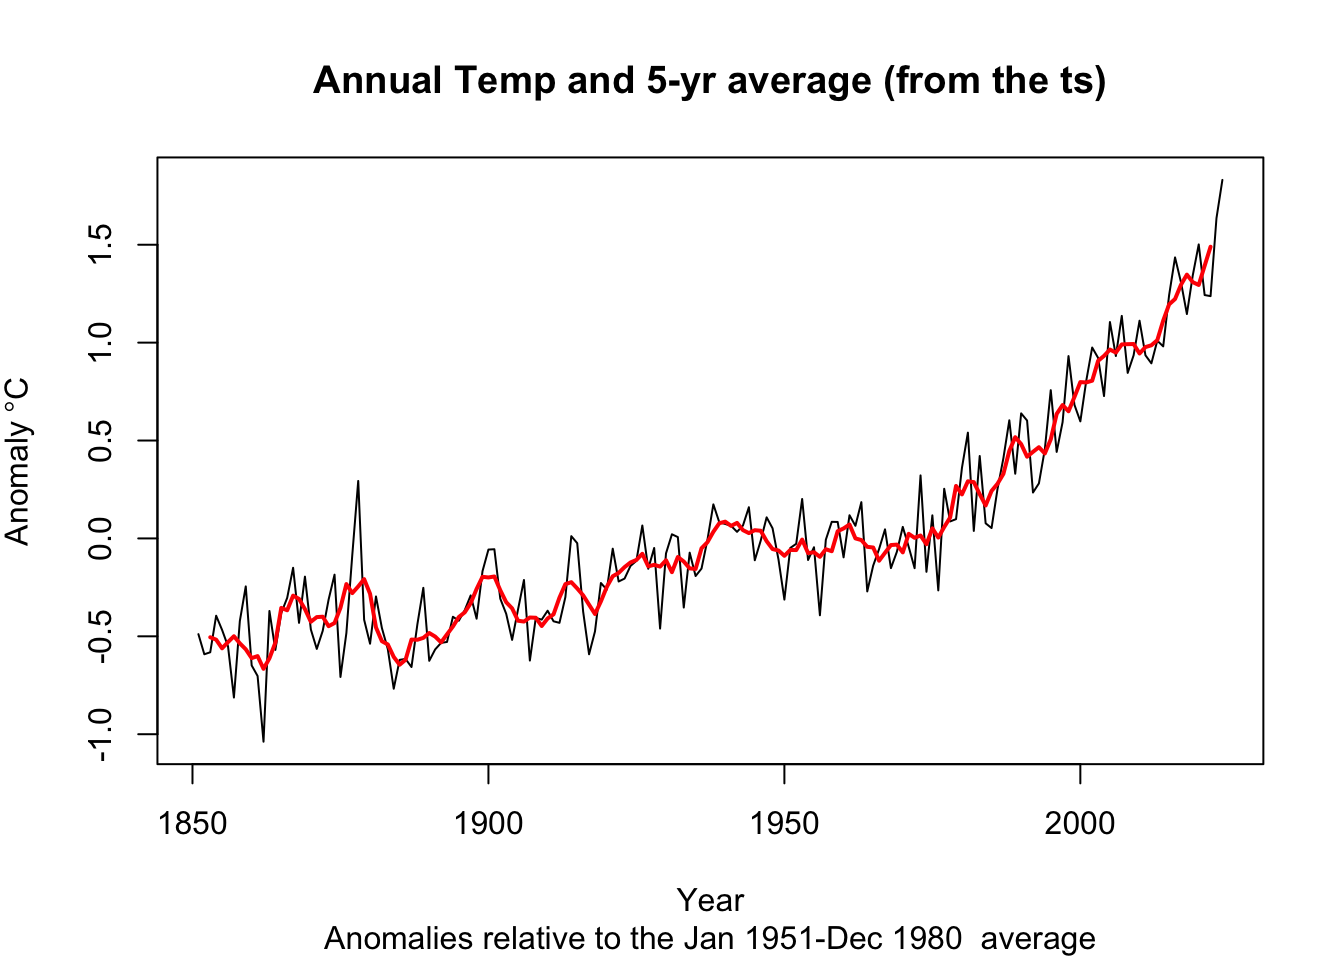 Annual Temp and 5-yr average (from the ts)
Anomaly °C
1.5
1.0
0.5
0.0
-0.5
-1.0
1850 1900 1950 2000
Year
Anomalies relative to the Jan 1951-Dec 1980  average